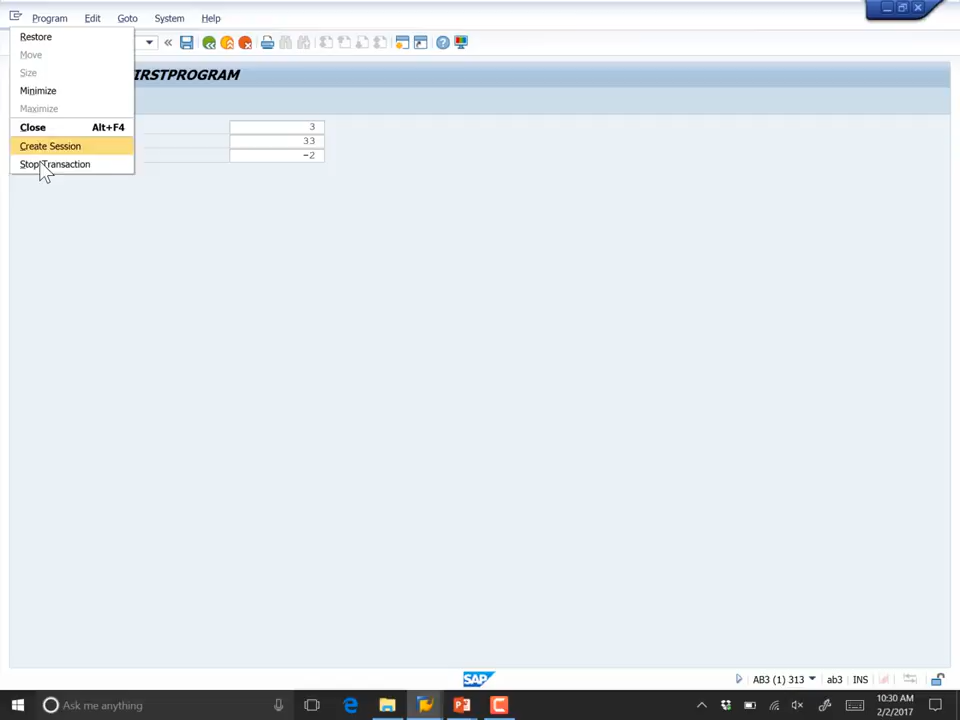 Program Edit Goto System Help
Restore
Move
Size
Minimize
Maximize
Close Alt+F4
Create Session
Stop Transaction
IRSTPROGRAM
3
33
-2
SAP
AB3 (1) 313 ab3 INS
Ask me anything
10:30 AM
2/2/2017